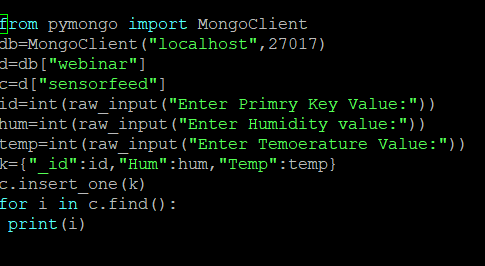 from pymongo import MongoClient
db=MongoClient("localhost",27017)
d=db["webinar"]
c=d["sensorfeed"]
id=int(raw_input("Enter Primry Key Value:"))
hum=int(raw_input("Enter Humidity value:"))
temp=int(raw_input("Enter Temoerature Value:"))
k={"_id":id,"Hum":hum,"Temp":temp}
c.insert_one(k)
for i in c.find():
 print(i)